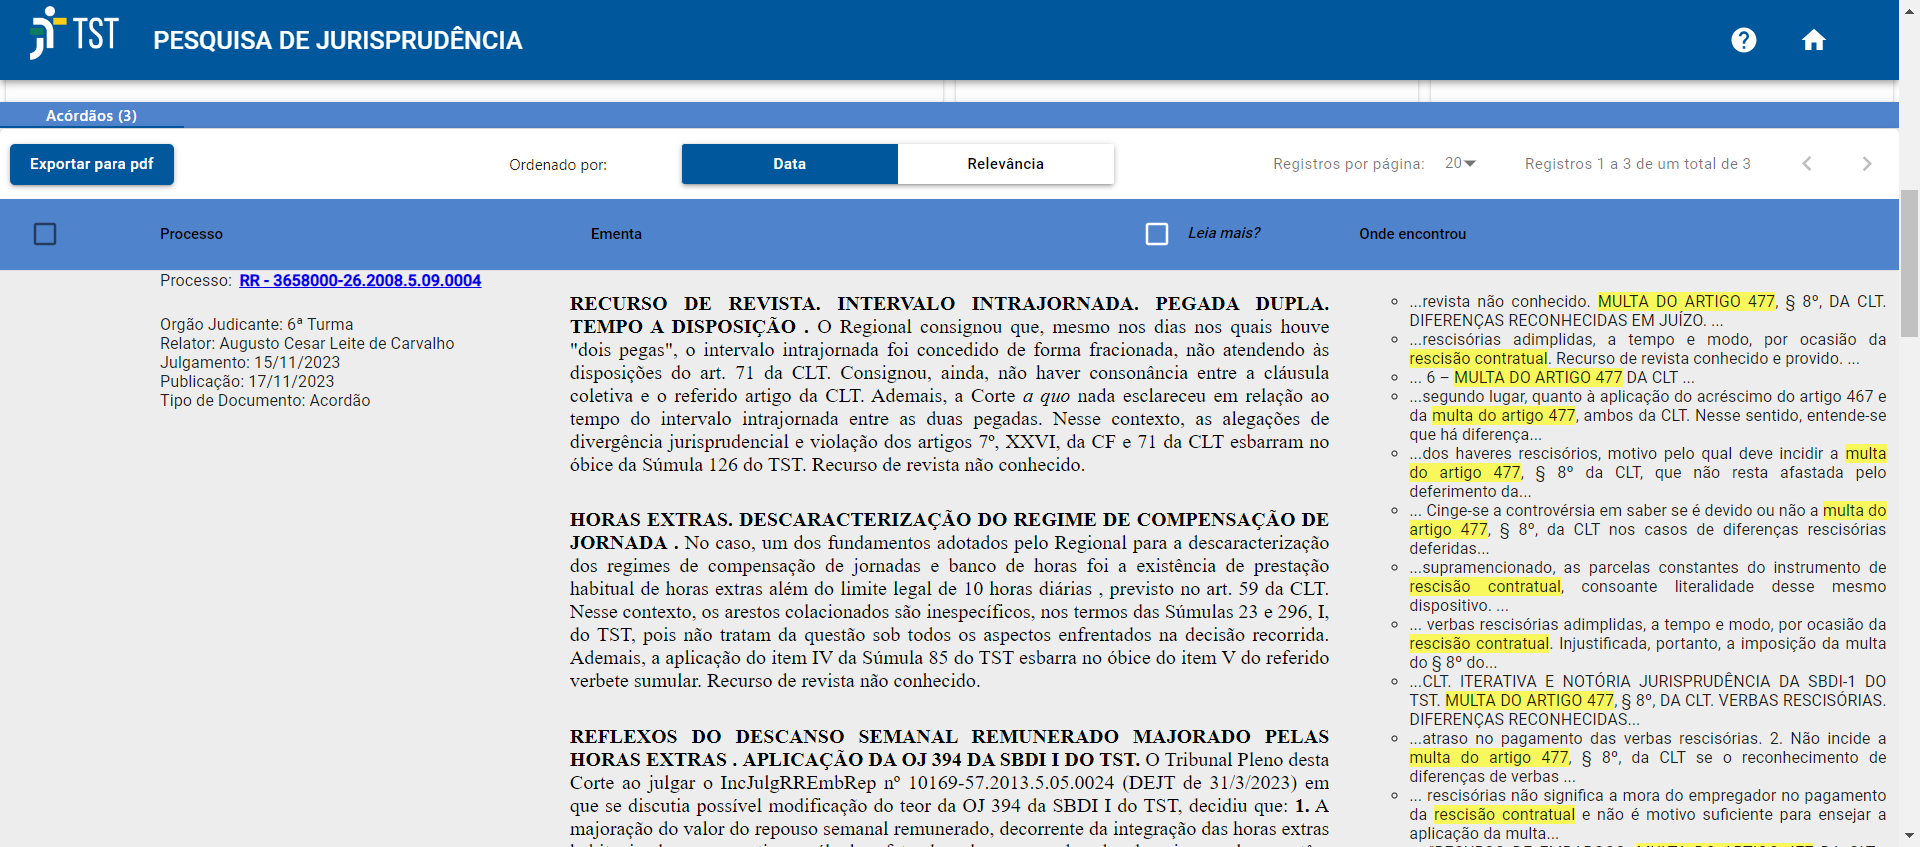 TST
PESQUISA DE JURISPRUDÊNCIA
Acórdãos (3)
Exportar para pdf
Ordenado por:
Data
Relevância
Registros por página: 20
Registros 1 a 3 de um total de 3
Processo
Ementa
Leia mais?
Onde encontrou
Processo: RR - 3658000-26.2008.5.09.0004
Orgão Judicante: 6ª Turma
Relator: Augusto Cesar Leite de Carvalho
Julgamento: 15/11/2023
Publicação: 17/11/2023
Tipo de Documento: Acordão
RECURSO DE REVISTA. INTERVALO INTRAJORNADA. PEGADA DUPLA.
TEMPO A DISPOSIÇÃO . O Regional consignou que, mesmo nos dias nos quais houve
"dois pegas", o intervalo intrajornada foi concedido de forma fracionada, não atendendo às
disposições do art. 71 da CLT. Consignou, ainda, não haver consonância entre a cláusula
coletiva e o referido artigo da CLT. Ademais, a Corte a quo nada esclareceu em relação ao
tempo do intervalo intrajornada entre as duas pegadas. Nesse contexto, as alegações de
divergência jurisprudencial e violação dos artigos 7º, XXVI, da CF e 71 da CLT esbarram no
óbice da Súmula 126 do TST. Recurso de revista não conhecido.
HORAS EXTRAS. DESCARACTERIZAÇÃO DO REGIME DE COMPENSAÇÃO DE
JORNADA . No caso, um dos fundamentos adotados pelo Regional para a descaracterização
dos regimes de compensação de jornadas e banco de horas foi a existência de prestação
habitual de horas extras além do limite legal de 10 horas diárias , previsto no art. 59 da CLT.
Nesse contexto, os arestos colacionados são inespecíficos, nos termos das Súmulas 23 e 296, I,
do TST, pois não tratam da questão sob todos os aspectos enfrentados na decisão recorrida.
Ademais, a aplicação do item IV da Súmula 85 do TST esbarra no óbice do item V do referido
verbete sumular. Recurso de revista não conhecido.
REFLEXOS DO DESCANSO SEMANAL REMUNERADO MAJORADO PELAS
HORAS EXTRAS . APLICAÇÃO DA OJ 394 DA SBDI I DO TST. O Tribunal Pleno desta
Corte ao julgar o IncJulgRREmbRep nº 10169-57.2013.5.05.0024 (DEJT de 31/3/2023) em
que se discutia possível modificação do teor da OJ 394 da SBDI I do TST, decidiu que: 1. A
majoração do valor do repouso semanal remunerado, decorrente da integração das horas extras
...revista não conhecido. MULTA DO ARTIGO 477, § 8º, DA CLT.
DIFERENÇAS RECONHECIDAS EM JUÍZO. ...
...rescisórias adimplidas, a tempo e modo, por ocasião da
rescisão contratual. Recurso de revista conhecido e provido. ...
... 6 – MULTA DO ARTIGO 477 DA CLT ...
...segundo lugar, quanto à aplicação do acréscimo do artigo 467 e
da multa do artigo 477, ambos da CLT. Nesse sentido, entende-se
que há diferença...
...dos haveres rescisórios, motivo pelo qual deve incidir a multa
do artigo 477, § 8º da CLT, que não resta afastada pelo
deferimento da...
... Cinge-se a controvérsia em saber se é devido ou não a multa do
artigo 477, § 8º, da CLT nos casos de diferenças rescisórias
deferidas...
...supramencionado, as parcelas constantes do instrumento de
rescisão contratual, consoante literalidade desse mesmo
dispositivo. ...
... verbas rescisórias adimplidas, a tempo e modo, por ocasião da
rescisão contratual. Injustificada, portanto, a imposição da multa
do § 8º do...
...CLT. ITERATIVA E NOTÓRIA JURISPRUDÊNCIA DA SBDI-1 DO
TST. MULTA DO ARTIGO 477, § 8º, DA CLT. VERBAS RESCISÓRIAS.
DIFERENÇAS RECONHECIDAS...
...atraso no pagamento das verbas rescisórias. 2. Não incide a
multa do artigo 477, § 8º, da CLT se o reconhecimento de
diferenças de verbas ...
... rescisórias não significa a mora do empregador no pagamento
da rescisão contratual e não é motivo suficiente para ensejar a
aplicação da multa...